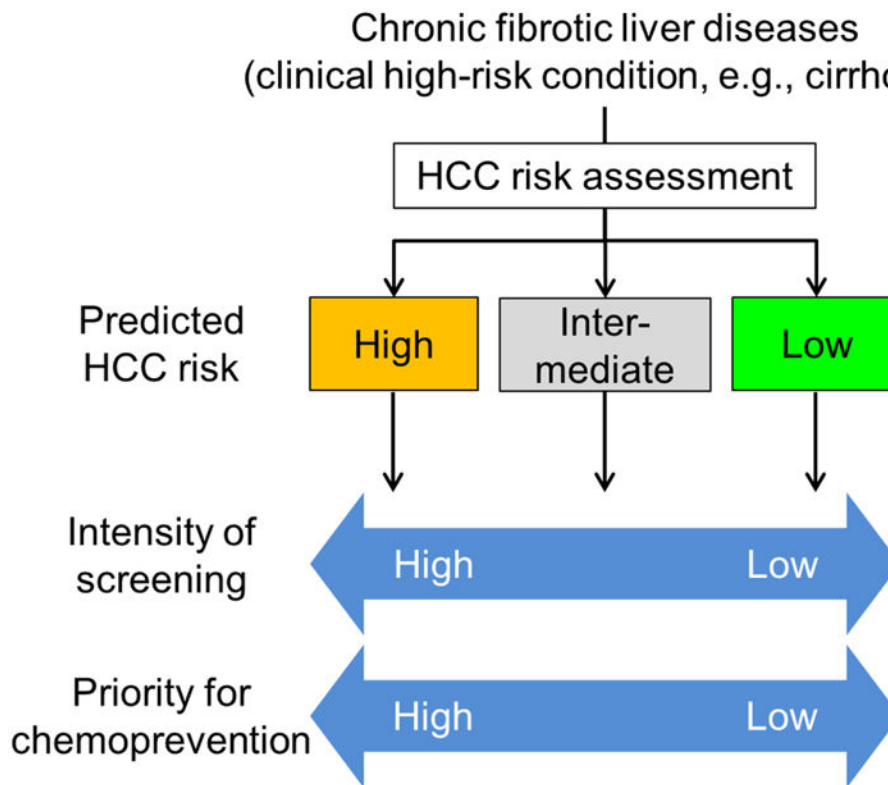 Chronic fibrotic liver diseases
(clinical high-risk condition, e.g.,
HCC risk assessment
Predicted
HCC risk
High
Inter-
mediate
Low
Intensity of
screening
High
Low
Priority for
chemoprevention
High
Low